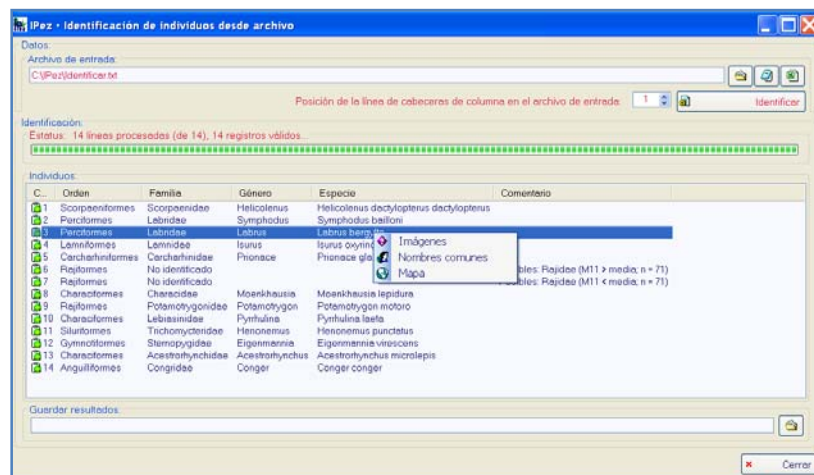 IPez · Identificación de individuos desde archivo
Datos:
Archivo de entrada:
C:\IPez\Identificar.txt
Posición de la línea de cabeceras de columna en el archivo de entrada: 1 Identificar
Identificación:
Estatus: 14 líneas procesadas (de 14), 14 registros válidos...
Individuos:
C... Orden Familia Género Especie Comentario
1 Scorpaeniformes Scorpaenidae Helicolenus Helicolenus dactylopterus dactylopterus
2 Perciformes Labridae Symphodus Symphodus bailloni
3 Perciformes Labridae Labrus Labrus bergylta
4 Lamniformes Lamnidae Isurus Isurus oxyrinc
5 Carcharhiniformes Carcharhinidae Prionace Prionace gla
6 Rajiformes No identificado bles: Rajidae (M11 > media; n = 71)
7 Rajiformes No identificado Posibles: Rajidae (M11 < media; n = 71)
8 Characiformes Characidae Moenkhausia Moenkhausia lepidura
9 Rajiformes Potamotrygonidae Potamotrygon Potamotrygon motoro
10 Characiformes Lebiasinidae Pyrrhulina Pyrrhulina laeta
11 Siluriformes Trichomycteridae Henonemus Henonemus punctatus
12 Gymnotiformes Sternopygidae Eigenmannia Eigenmannia virescens
13 Characiformes Acestrorhynchidae Acestrorhynchus Acestrorhynchus microlepis
14 Anguilliformes Congridae Conger Conger conger
Imágenes
Nombres comunes
Mapa
Guardar resultados:
Cerrar